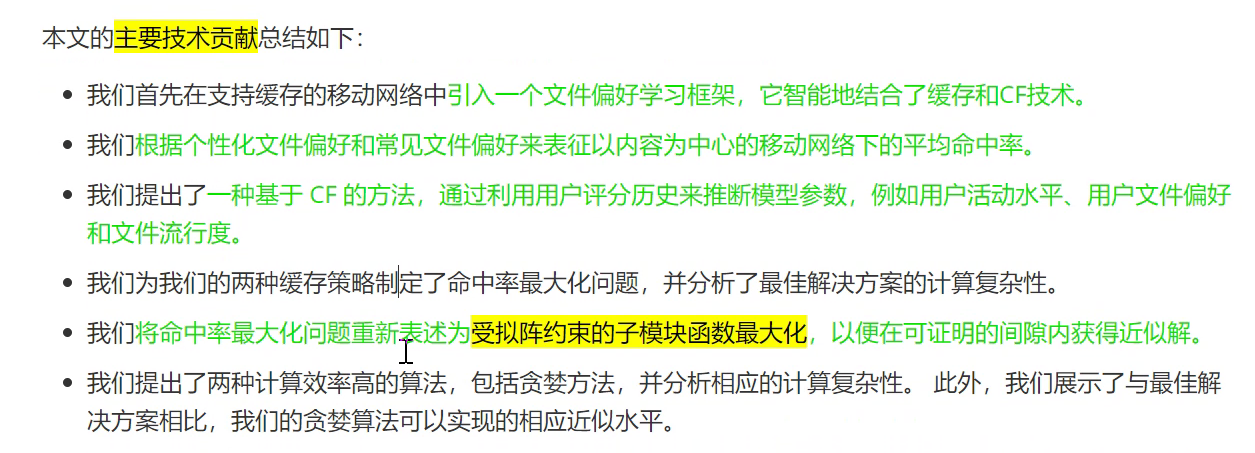 本文的主要技术贡献总结如下：
• 我们首先在支持缓存的移动网络中引入一个文件偏好学习框架，它智能地结合了缓存和CF技术。
• 我们根据个性化文件偏好和常见文件偏好来表征以内容为中心的移动网络下的平均命中率。
• 我们提出了一种基于 CF 的方法，通过利用用户评分历史来推断模型参数，例如用户活动水平、用户文件偏好
和文件流行度。
• 我们为我们的两种缓存策略制定了命中率最大化问题，并分析了最佳解决方案的计算复杂性。
• 我们将命中率最大化问题重新表述为受拟阵约束的子模块函数最大化，以便在可证明的间隙内获得近似解。
• 我们提出了两种计算效率高的算法，包括贪婪方法，并分析相应的计算复杂性。 此外，我们展示了与最佳解
决方案相比，我们的贪婪算法可以实现的相应近似水平。